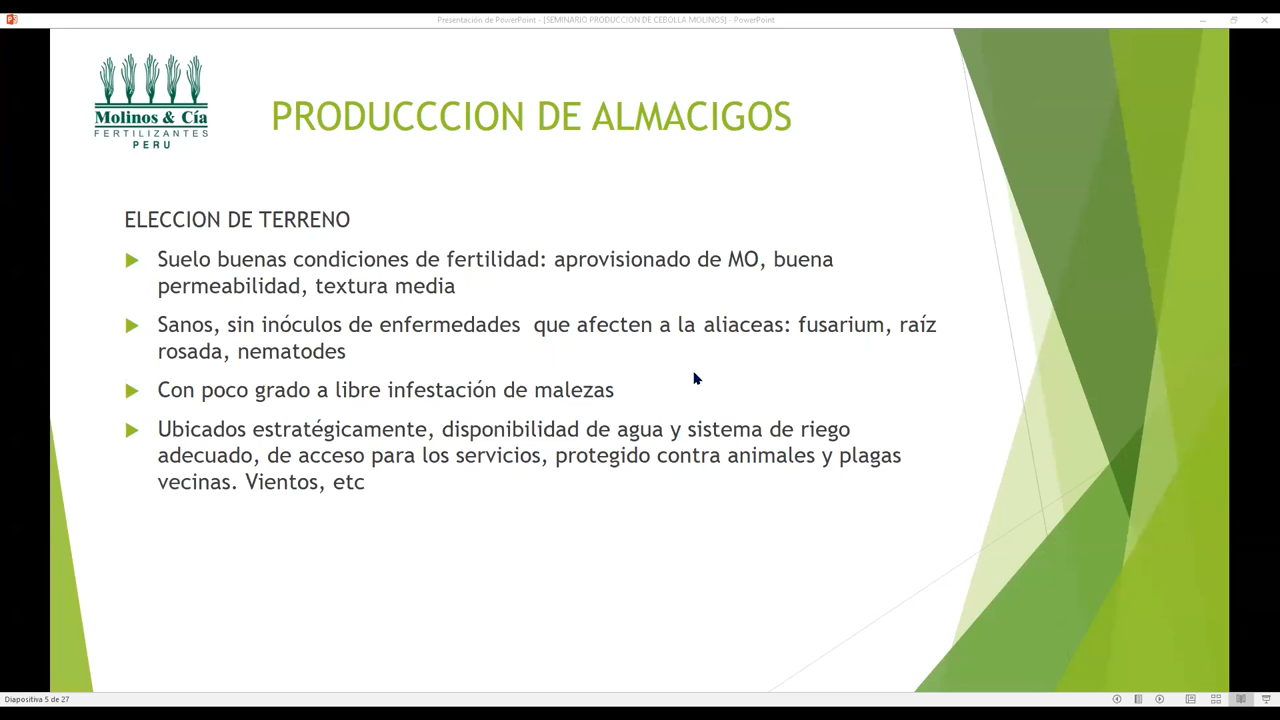 Presentación de PowerPoint - [SEMINARIO PRODUCCION DE CEBOLLA MOLINOS] - PowerPoint
Molinos & Cía
FERTILIZANTES
PERU
PRODUCCCION DE ALMACIGOS
ELECCION DE TERRENO
Suelo buenas condiciones de fertilidad: aprovisionado de MO, buena
permeabilidad, textura media
Sanos, sin inóculos de enfermedades que afecten a la aliaceas: fusarium, raíz
rosada, nematodes
Con poco grado a libre infestación de malezas
Ubicados estratégicamente, disponibilidad de agua y sistema de riego
adecuado, de acceso para los servicios, protegido contra animales y plagas
vecinas. Vientos, etc
Diapositiva 5 de 27